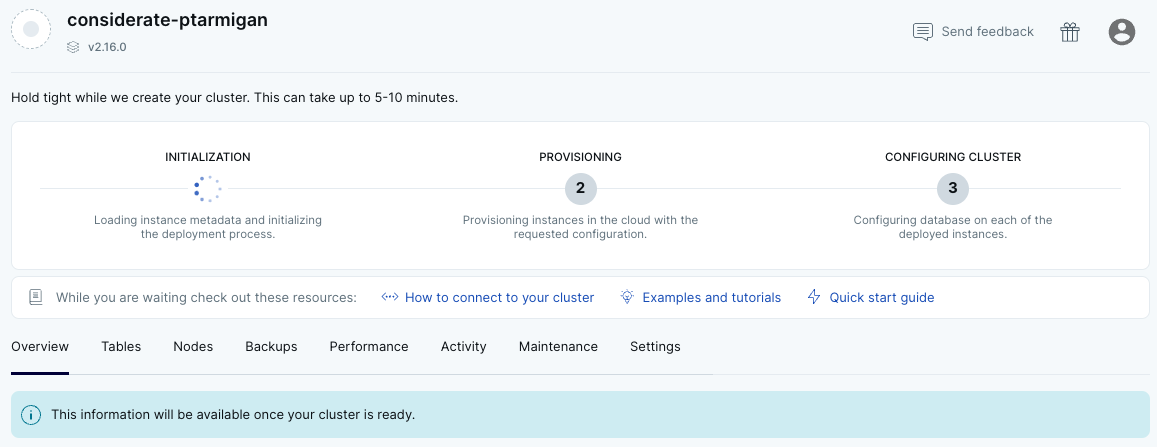 considerate-ptarmigan
v2.16.0
Send feedback
Hold tight while we create your cluster. This can take up to 5-10 minutes.
INITIALIZATION
Loading instance metadata and initializing
the deployment process.
PROVISIONING
2
Provisioning instances in the cloud with the
requested configuration.
CONFIGURING CLUSTER
3
Configuring database on each of the
deployed instances.
While you are waiting check out these resources: How to connect to your cluster Examples and tutorials Quick start guide
Overview Tables Nodes Backups Performance Activity Maintenance Settings
This information will be available once your cluster is ready.